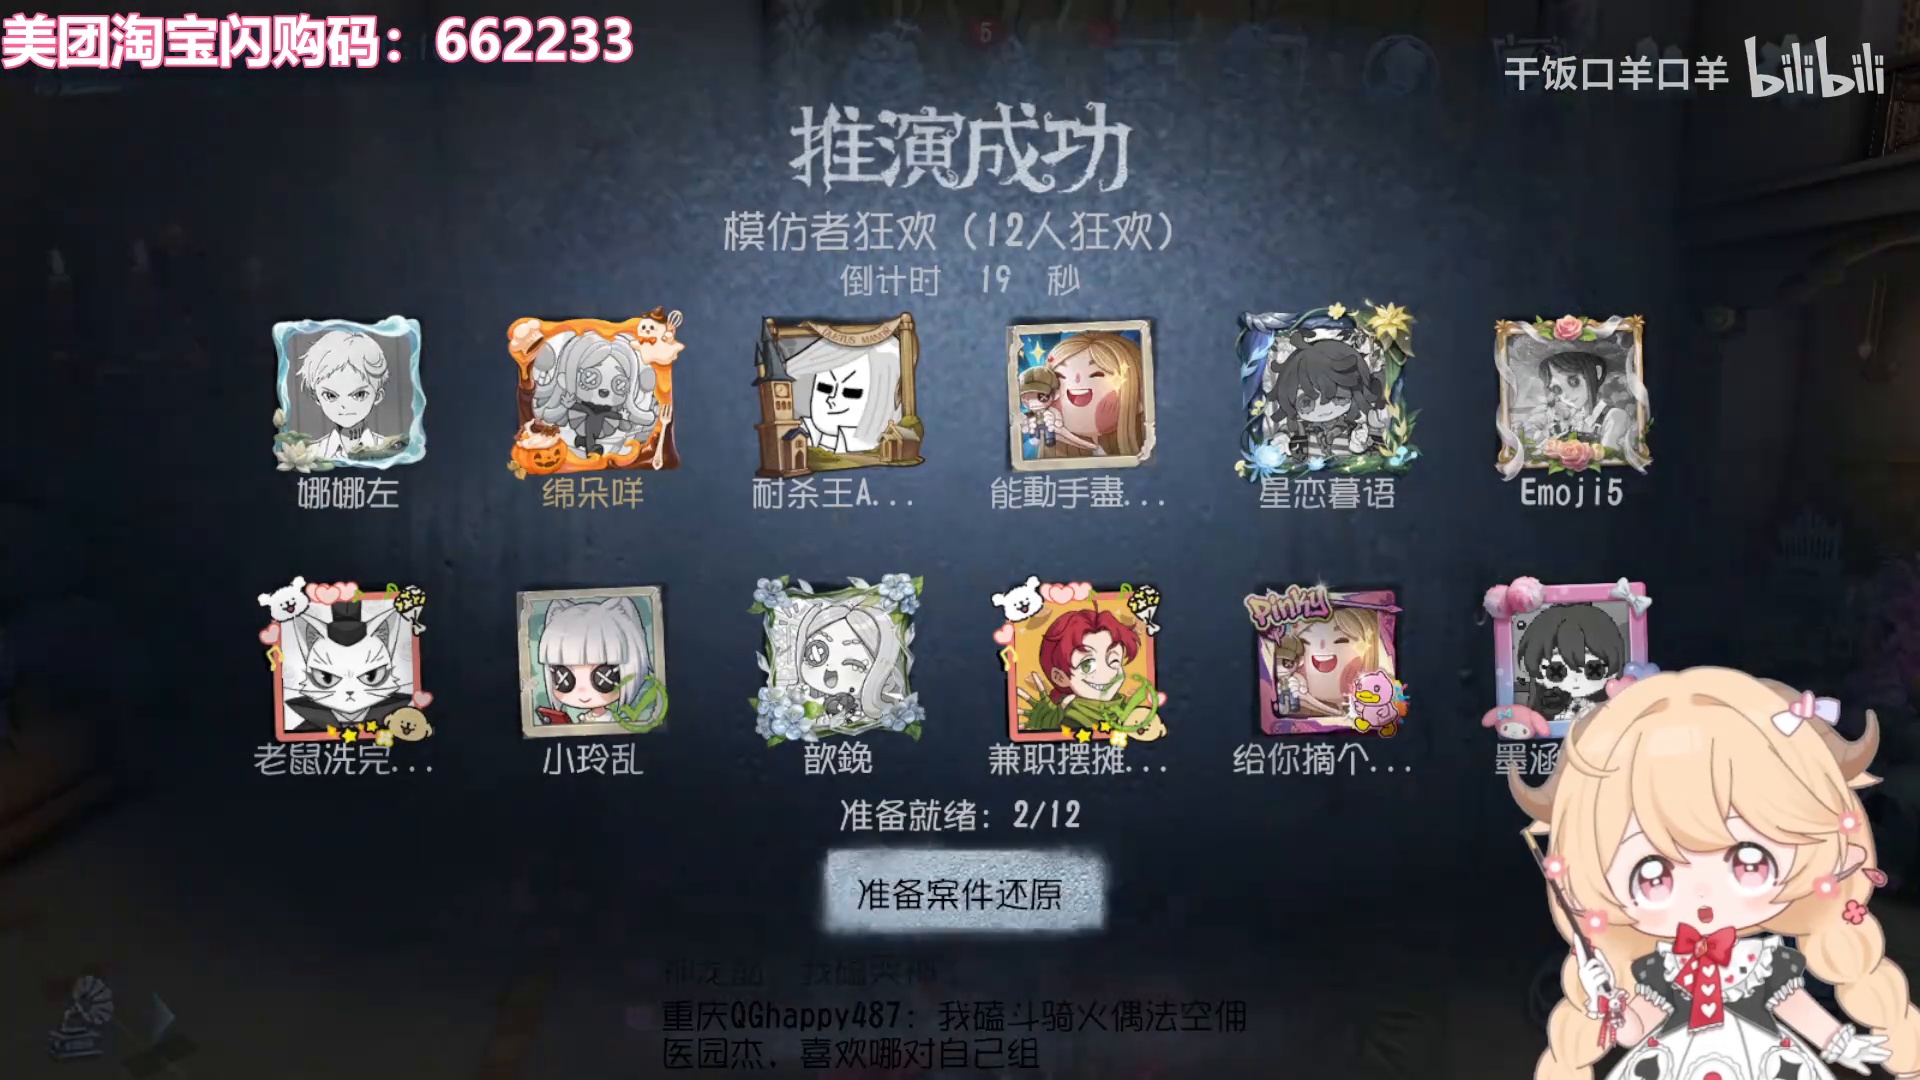 美团淘宝闪购码：662233
干饭口羊口羊 bilibili
推演成功
模仿者狂欢（12人狂欢）
倒计时 19 秒
娜娜左 绵朵咩 耐杀王A... 能動手盡... 星恋暮语 Emoji5
Pinky
老鼠洗完... 小玲乱 歆鋔 兼职摆摊... 给你摘个... 墨涵
准备就绪：2/12
准备案件还原
重庆QGhappy487：我磕斗骑火偶法空佣
医园杰，喜欢哪对自己组